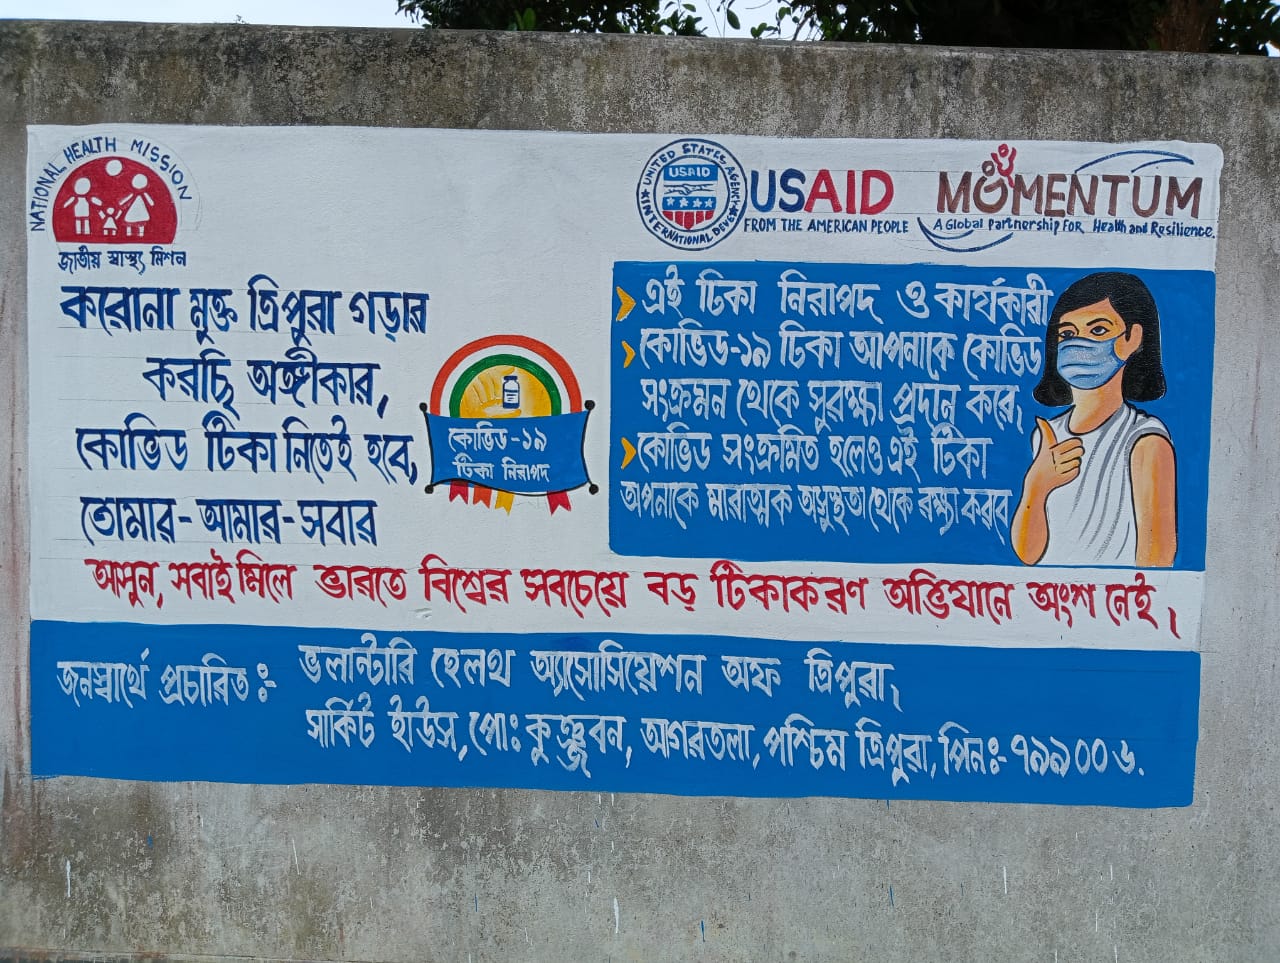 NATIONAL HEALTH MISSION
জাতীয় স্বাস্থ্য মিশন
করোনা মুক্ত ত্রিপুরা গড়ার
করছি অঙ্গীকার,
কোভিড টিকা নিতেই হবে,
তোমার - আমার - সবার
কোভিড -১৯
টিকা নিরাপদ
UNITED STATES AGENCY
INTERNATIONAL DEVE
USAID
USAID
FROM THE AMERICAN PEOPLE
MOMENTUM
A Global Partnership For Health and Resilience.
এই টিকা নিরাপদ ও কার্যকারী
কোভিড-১৯ টিকা আপনাকে কোভিড
সংক্রমন থেকে সুরক্ষা প্রদান করে,
কোভিড সংক্রমিত হলেও এই টিকা
অপনাকে মারাত্মক অসুস্থতা থেকে রক্ষা করবে
আসুন, সবাই মিলে ভারতে বিশ্বের সবচেয়ে বড় টিকাকরণ অভিযানে অংশ নেই।
জনস্বার্থে প্রচারিত ঃ- ভলান্টারি হেলথ অ্যাসোসিয়েশন অফ ত্রিপুরা,
সার্কিট হাউস, পোঃ কুঞ্জবন, আগরতলা, পশ্চিম ত্রিপুরা, পিনঃ- ৭৯৯০০৬.